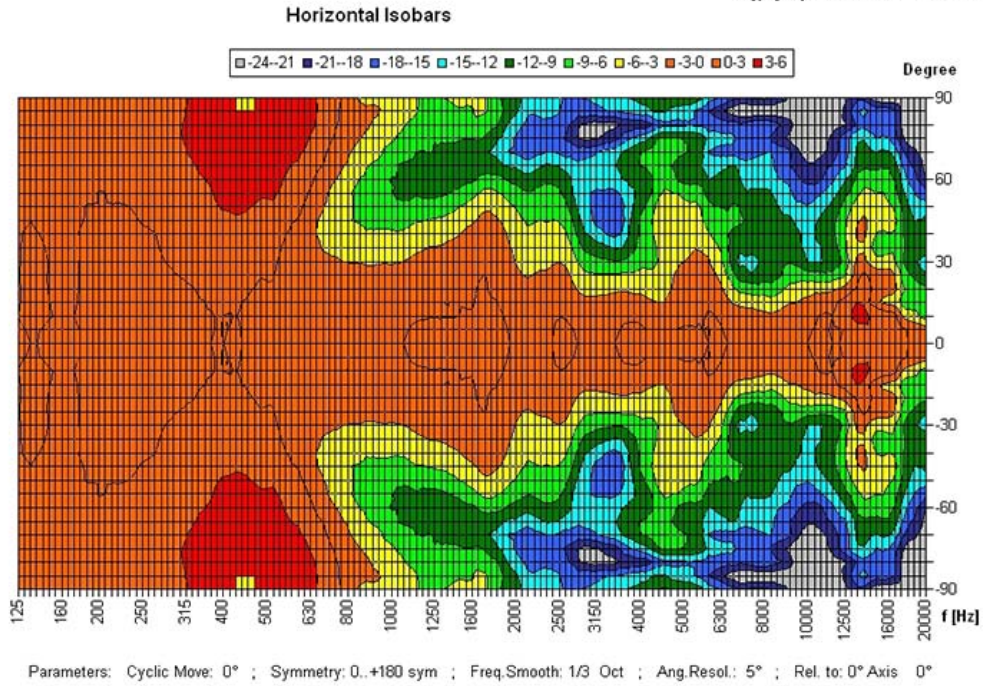 Horizontal Isobars
-24--21 -21--18 -18--15 -15--12 -12--9 -9--6 -6--3 -3-0 0-3 3-6
Degree
90
60
30
0
-30
-60
-90
125 160 200 250 315 400 500 630 800 1000 1250 1600 2000 2500 3150 4000 5000 6300 8000 10000 12500 16000 20000
f [Hz]
Parameters: Cyclic Move: 0° ; Symmetry: 0..+180 sym ; Freq.Smooth: 1/3 Oct ; Ang.Resol.: 5° ; Rel. to: 0° Axis 0°